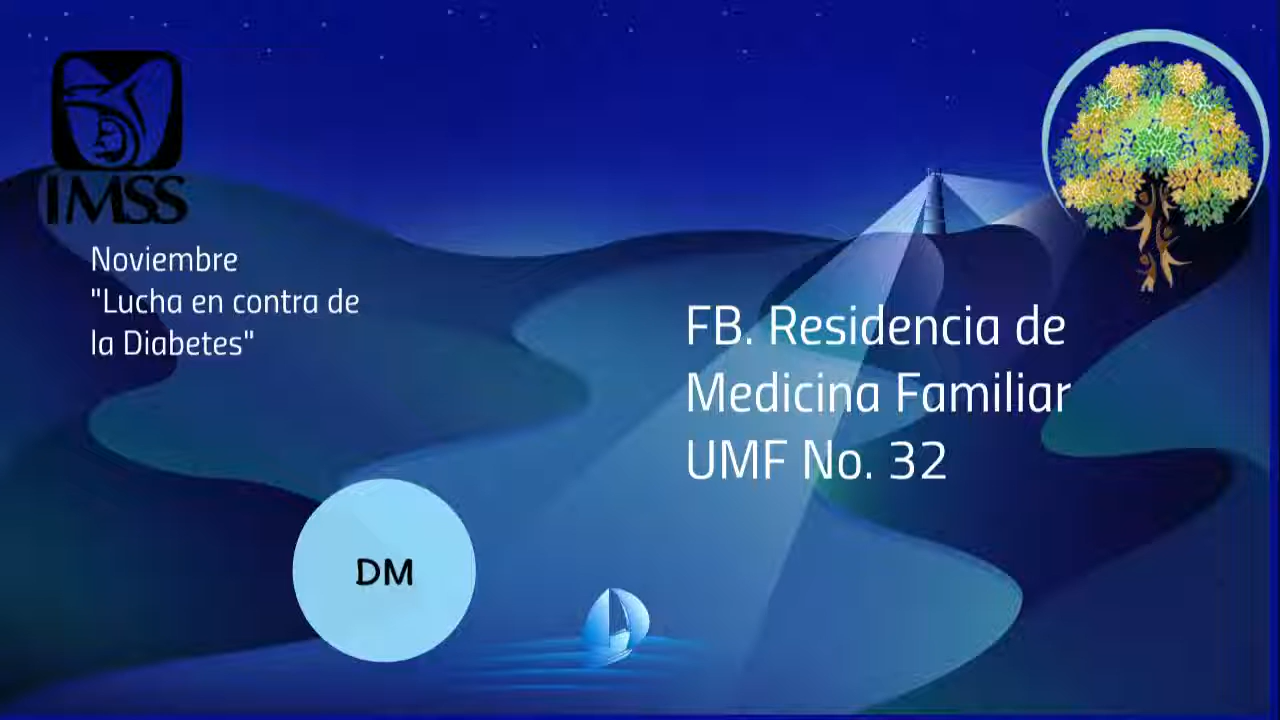 IMSS
Noviembre
"Lucha en contra de
la Diabetes"
FB. Residencia de
Medicina Familiar
UMF No. 32
DM